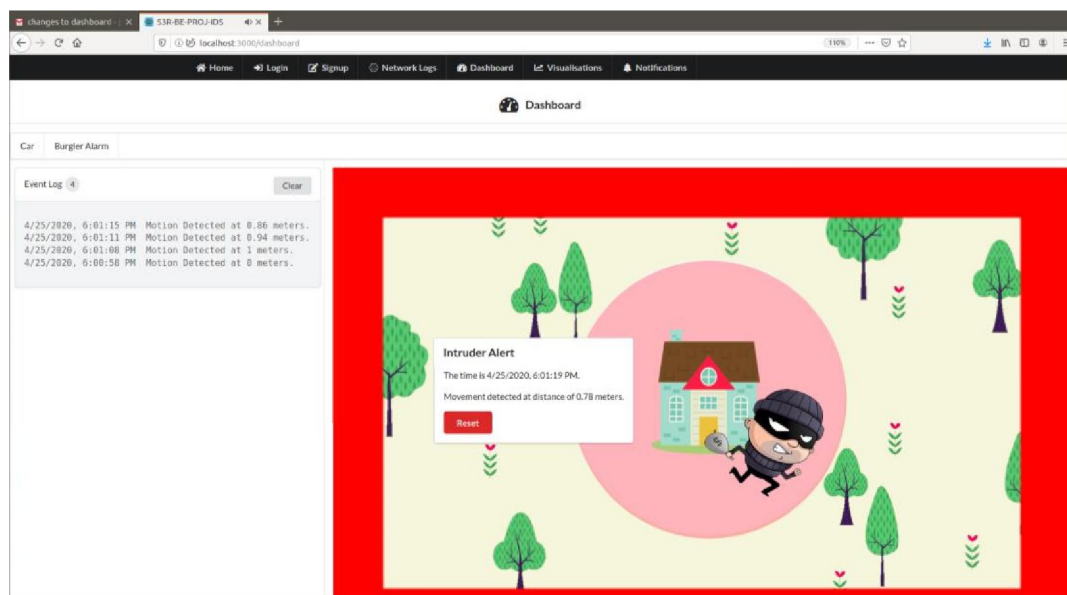 changes to dashboard - j
S3R-BE-PROJ-IDS
localhost:3000/dashboard
110%
Home
Login
Signup
Network Logs
Dashboard
Visualisations
Notifications
Dashboard
Car
Burgler Alarm
Event Log 4
Clear
4/25/2020, 6:01:15 PM Motion Detected at 0.86 meters.
4/25/2020, 6:01:11 PM Motion Detected at 0.94 meters.
4/25/2020, 6:01:08 PM Motion Detected at 1 meters.
4/25/2020, 6:00:58 PM Motion Detected at 0 meters.
Intruder Alert
The time is 4/25/2020, 6:01:19 PM.
Movement detected at distance of 0.78 meters.
Reset
$